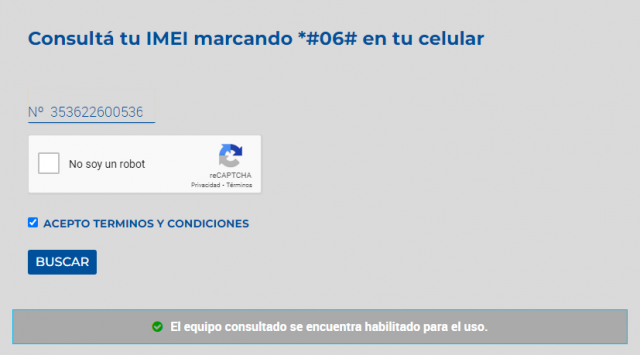 Consultá tu IMEI marcando *#06# en tu celular
Nº 353622600536
No soy un robot
reCAPTCHA
Privacidad - Términos
ACEPTO TERMINOS Y CONDICIONES
BUSCAR
El equipo consultado se encuentra habilitado para el uso.